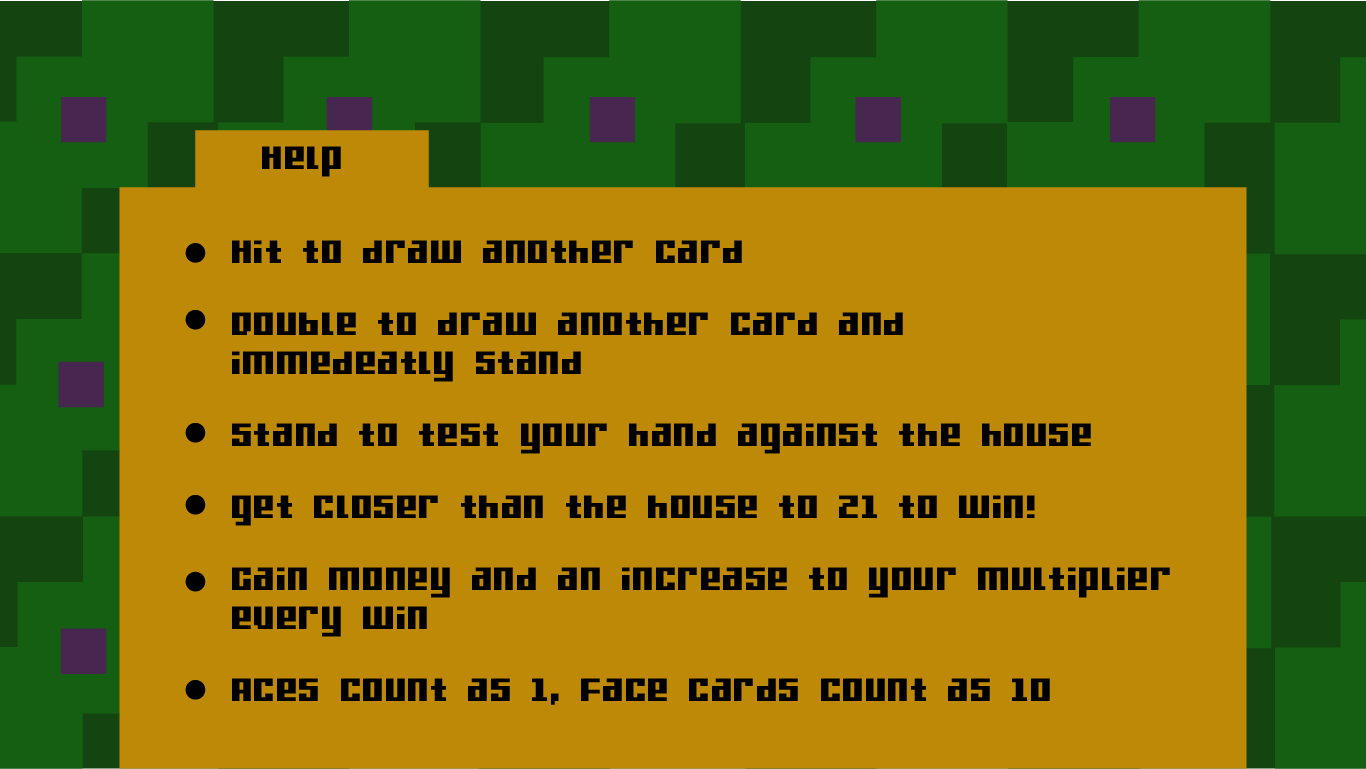 Help
Hit to draw another card
Double to draw another card and
immedeatly stand
Stand to test your hand against the house
Get closer than the house to 21 to win!
Gain money and an increase to your multiplier
every win
Aces count as 1, Face cards count as 10